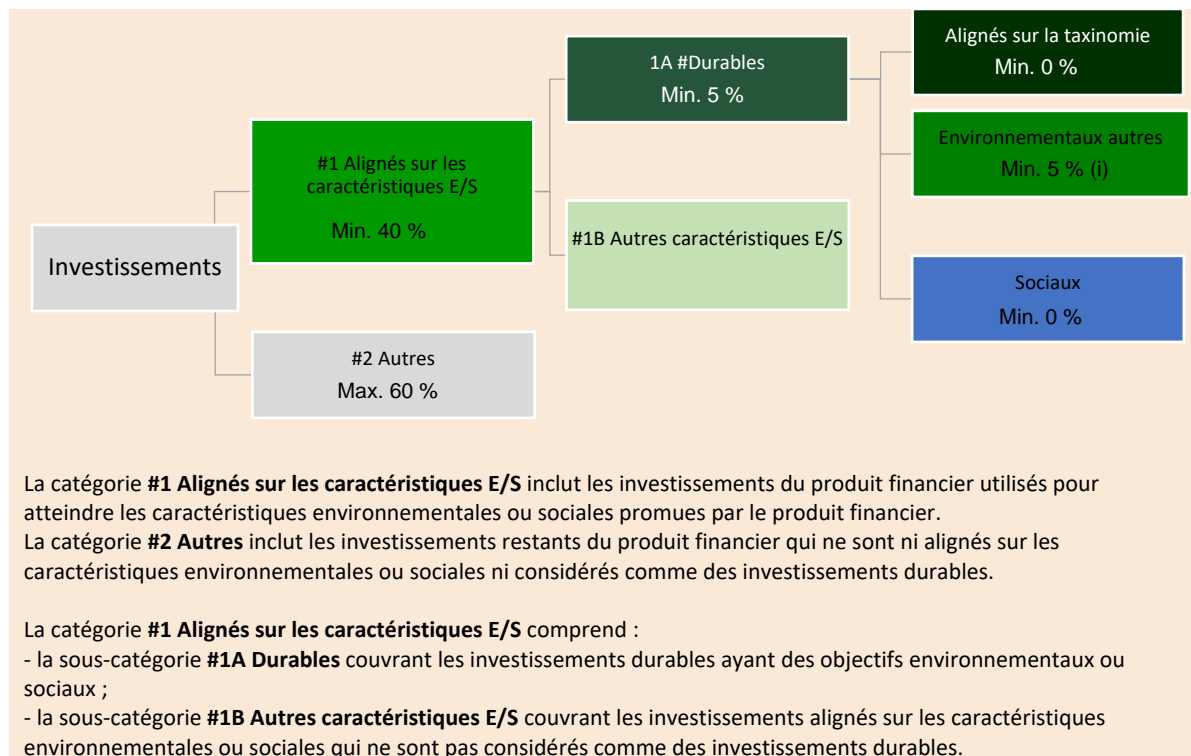 Alignés sur la taxinomie
Min. 0 %
1A #Durables
Min. 5 %
Environnementaux autres
Min. 5 % (i)
#1 Alignés sur les
caractéristiques E/S
Min. 40 %
#1B Autres caractéristiques E/S
Investissements
Sociaux
Min. 0 %
#2 Autres
Max. 60 %
La catégorie #1 Alignés sur les caractéristiques E/S inclut les investissements du produit financier utilisés pour
atteindre les caractéristiques environnementales ou sociales promues par le produit financier.
La catégorie #2 Autres inclut les investissements restants du produit financier qui ne sont ni alignés sur les
caractéristiques environnementales ou sociales ni considérés comme des investissements durables.
La catégorie #1 Alignés sur les caractéristiques E/S comprend :
- la sous-catégorie #1A Durables couvrant les investissements durables ayant des objectifs environnementaux ou
sociaux ;
- la sous-catégorie #1B Autres caractéristiques E/S couvrant les investissements alignés sur les caractéristiques
environnementales ou sociales qui ne sont pas considérés comme des investissements durables.